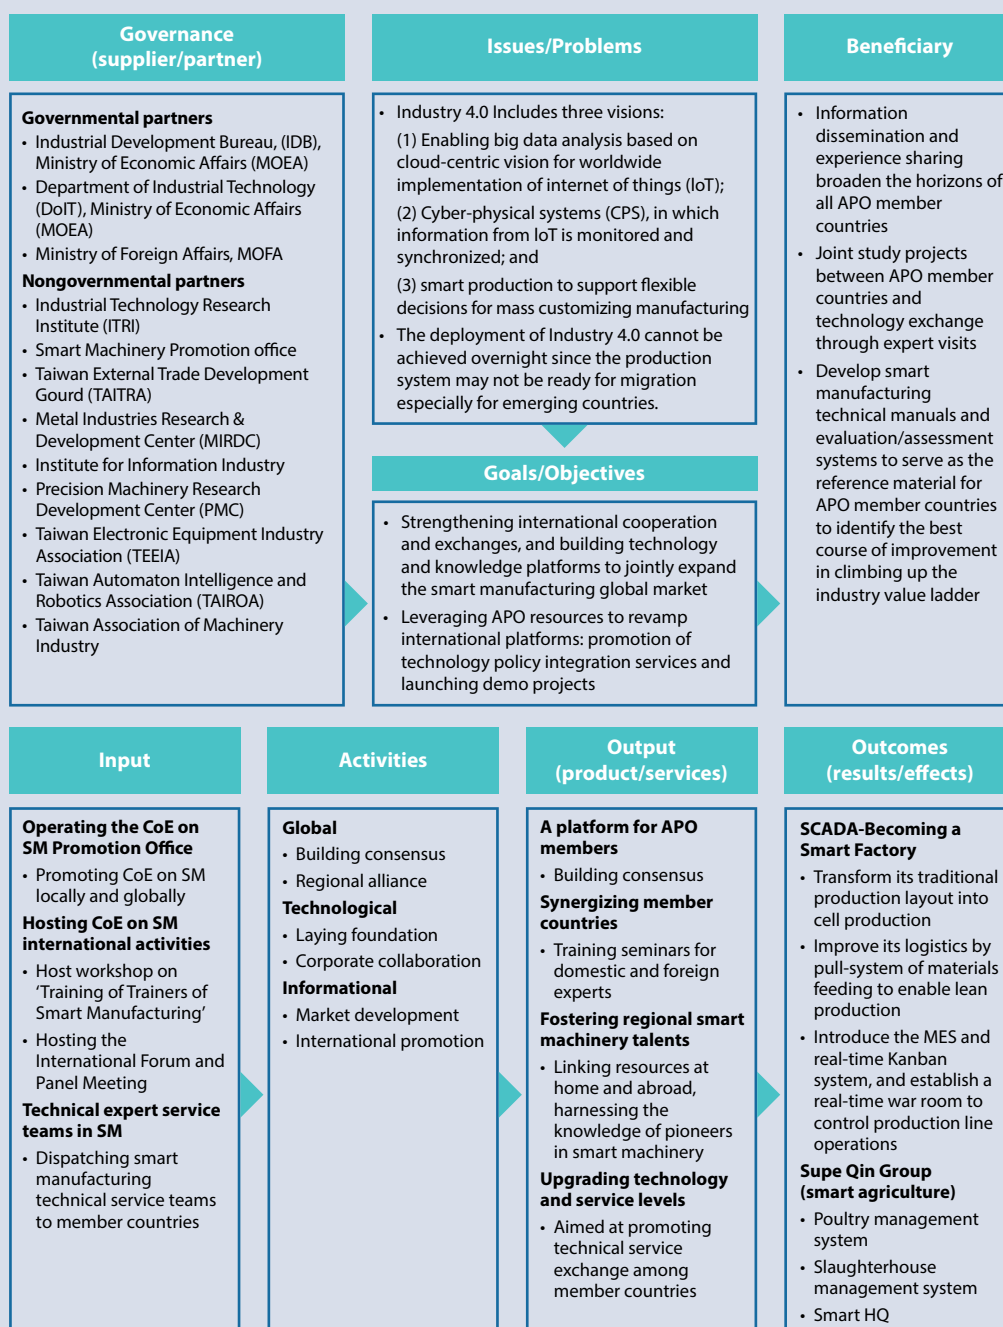 Governance
(supplier/partner)
Governmental partners
• Industrial Development Bureau, (IDB),
Ministry of Economic Affairs (MOEA)
• Department of Industrial Technology
(DoIT), Ministry of Economic Affairs
(MOEA)
• Ministry of Foreign Affairs, MOFA
Nongovernmental partners
• Industrial Technology Research
Institute (ITRI)
• Smart Machinery Promotion office
• Taiwan External Trade Development
Gourd (TAITRA)
• Metal Industries Research &
Development Center (MIRDC)
• Institute for Information Industry
• Precision Machinery Research
Development Center (PMC)
• Taiwan Electronic Equipment Industry
Association (TEEIA)
• Taiwan Automaton Intelligence and
Robotics Association (TAIROA)
• Taiwan Association of Machinery
Industry
Issues/Problems
• Industry 4.0 Includes three visions:
(1) Enabling big data analysis based on
cloud-centric vision for worldwide
implementation of internet of things (loT);
(2) Cyber-physical systems (CPS), in which
information from loT is monitored and
synchronized; and
(3) smart production to support flexible
decisions for mass customizing manufacturing
• The deployment of Industry 4.0 cannot be
achieved overnight since the production
system may not be ready for migration
especially for emerging countries.
Goals/Objectives
• Strengthening international cooperation
and exchanges, and building technology
and knowledge platforms to jointly expand
the smart manufacturing global market
• Leveraging APO resources to revamp
international platforms: promotion of
technology policy integration services and
launching demo projects
Beneficiary
• Information
dissemination and
experience sharing
broaden the horizons of
all APO member
countries
• Joint study projects
between APO member
countries and
technology exchange
through expert visits
• Develop smart
manufacturing
technical manuals and
evaluation/assessment
systems to serve as the
reference material for
APO member countries
to identify the best
course of improvement
in climbing up the
industry value ladder
Input
Operating the CoE on
SM Promotion Office
• Promoting CoE on SM
locally and globally
Hosting CoE on SM
international activities
• Host workshop on
‘Training of Trainers of
Smart Manufacturing’
• Hosting the
International Forum and
Panel Meeting
Technical expert service
teams in SM
• Dispatching smart
manufacturing
technical service teams
to member countries
Activities
Global
• Building consensus
• Regional alliance
Technological
• Laying foundation
• Corporate collaboration
Informational
• Market development
• International promotion
Output
(product/services)
A platform for APO
members
• Building consensus
Synergizing member
countries
• Training seminars for
domestic and foreign
experts
Fostering regional smart
machinery talents
• Linking resources at
home and abroad,
harnessing the
knowledge of pioneers
in smart machinery
Upgrading technology
and service levels
• Aimed at promoting
technical service
exchange among
member countries
Outcomes
(results/effects)
SCADA-Becoming a
Smart Factory
• Transform its traditional
production layout into
cell production
• Improve its logistics by
pull-system of materials
feeding to enable lean
production
• Introduce the MES and
real-time Kanban
system, and establish a
real-time war room to
control production line
operations
Supe Qin Group
(smart agriculture)
• Poultry management
system
• Slaughterhouse
management system
• Smart HQ